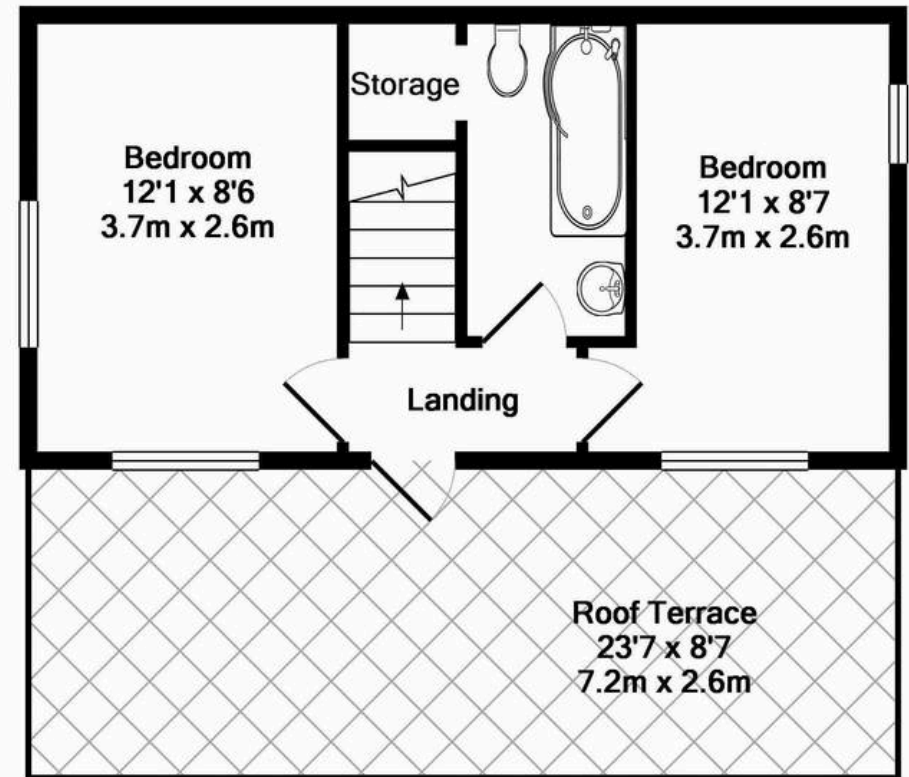 Storage
Bedroom
12'1 x 8'6
3.7m x 2.6m
Bedroom
12'1 x 8'7
3.7m x 2.6m
Landing
Roof Terrace
23'7 x 8'7
7.2m x 2.6m